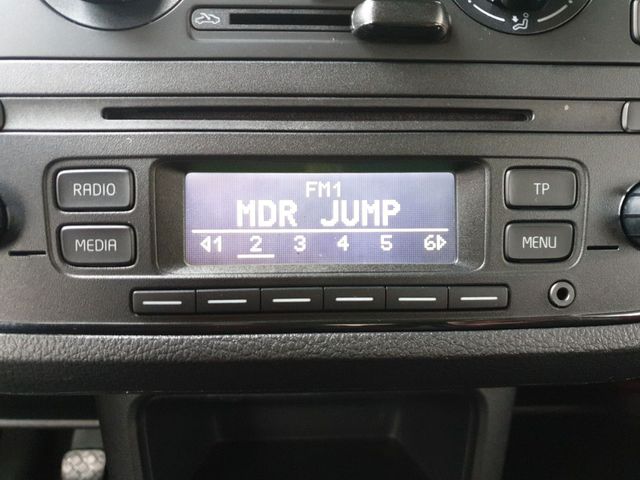 FM1
RADIO
MDR JUMP
TP
MEDIA
1 2 3 4 5 6
MENU